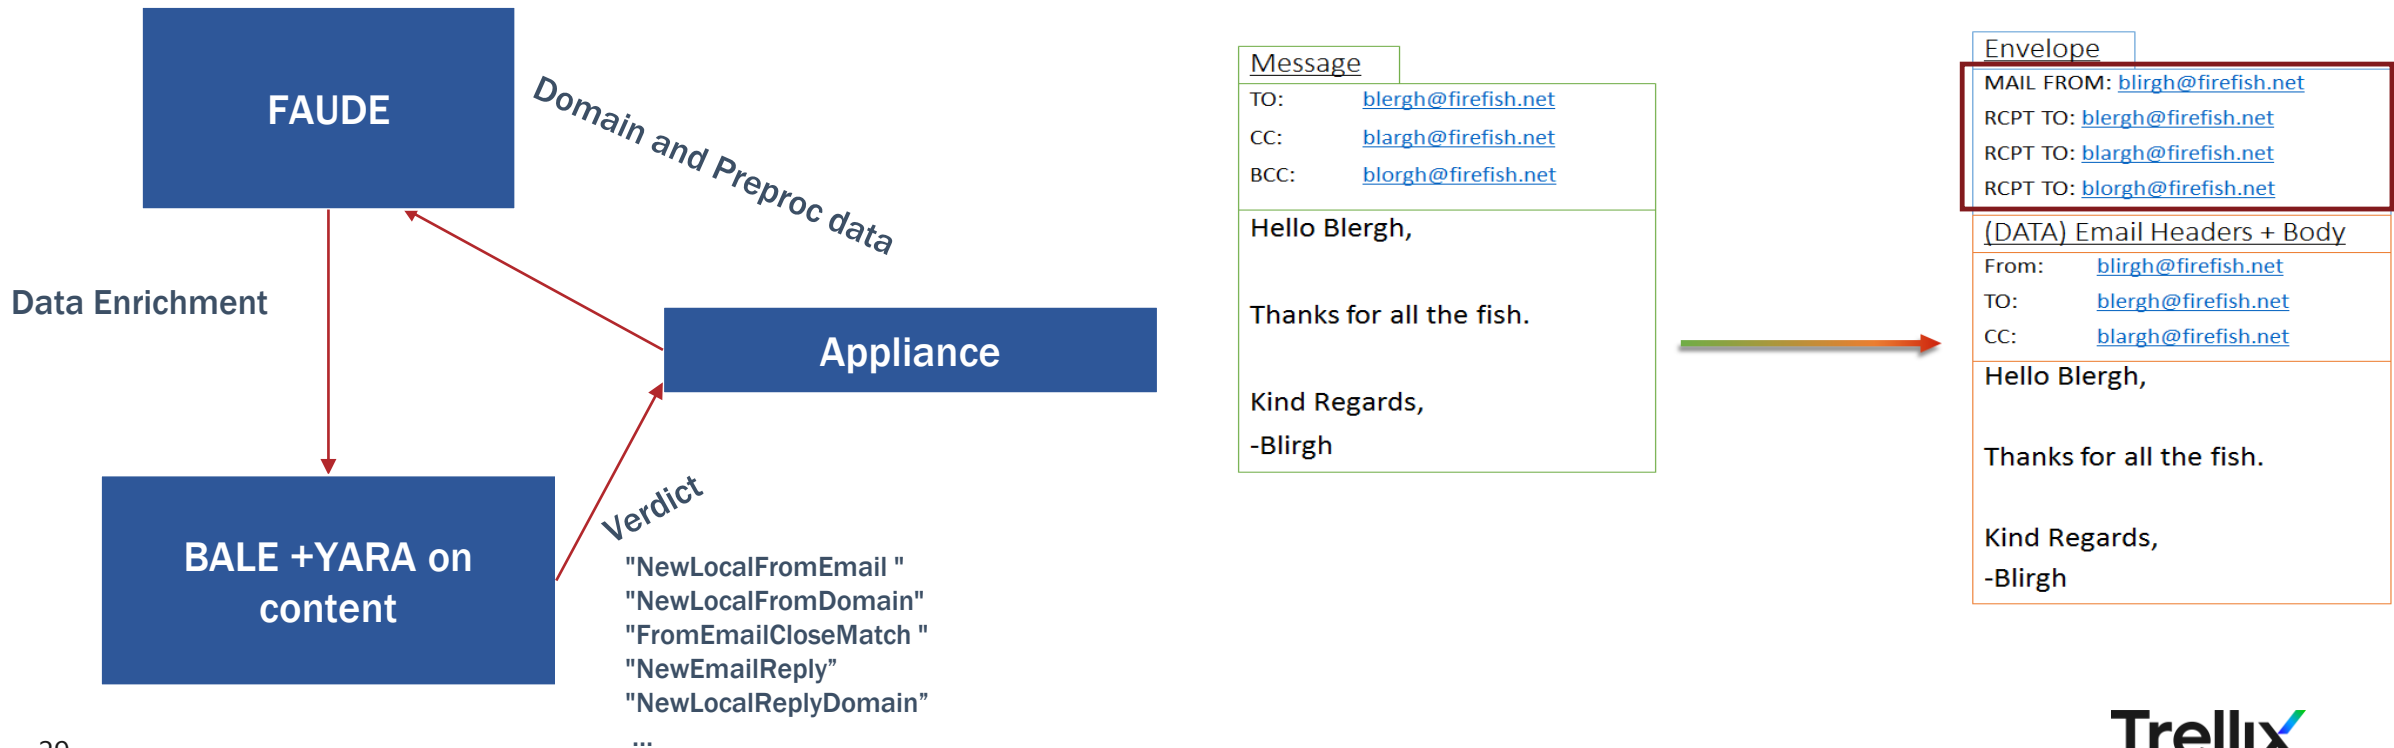 FAUDE
Domain and Preproc data
Data Enrichment
Appliance
BALE +YARA on
content
Verdict
"NewLocalFromEmail "
"NewLocalFromDomain"
"FromEmailCloseMatch "
"NewEmailReply”
"NewLocalReplyDomain”
...
Message
TO: blergh@firefish.net
CC: blargh@firefish.net
BCC: blorgh@firefish.net
Hello Blergh,
Thanks for all the fish.
Kind Regards,
-Blirgh
Envelope
MAIL FROM: blirgh@firefish.net
RCPT TO: blergh@firefish.net
RCPT TO: blargh@firefish.net
RCPT TO: blorgh@firefish.net
(DATA) Email Headers + Body
From: blirgh@firefish.net
TO: blergh@firefish.net
CC: blargh@firefish.net
Hello Blergh,
Thanks for all the fish.
Kind Regards,
-Blirgh
Trellix